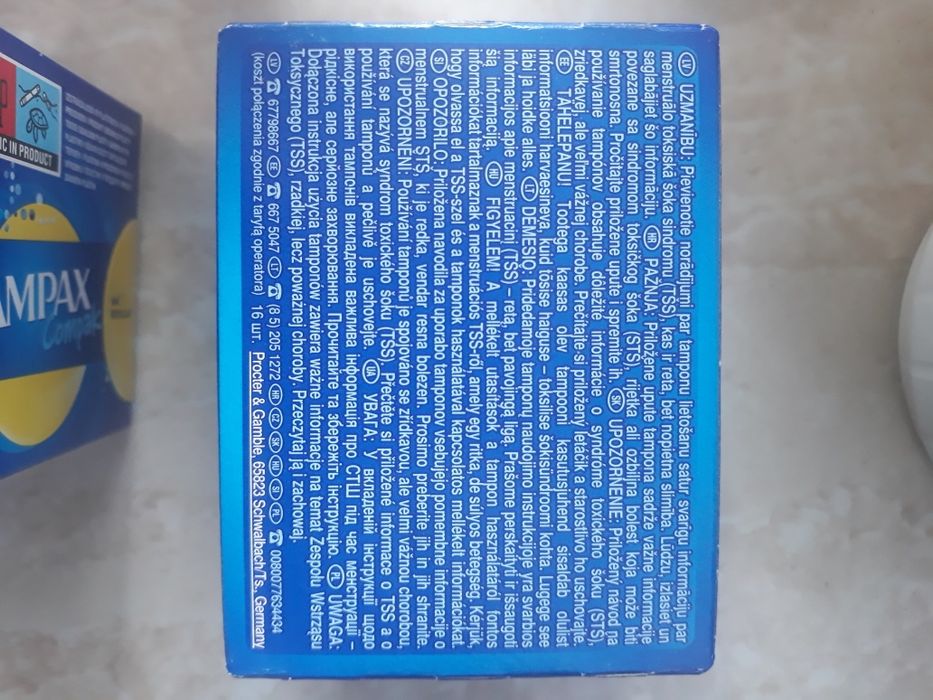 (LV) UZMANĪBU: Pievienotie norādījumi par tamponu lietošanu satur svarīgu informāciju par
menstruālo toksiskā šoka sindromu (TSS), kas ir reta, bet nopietna slimība. Lūdzu, izlasiet un
saglabājiet šo informāciju. (HR) PAŽNJA: Priložene upute tampona sadrže važne informacije
povezane sa sindromom toksičkog šoka (STS), rijetka ali ozbiljna bolest koja može biti
smrtonosna. Pročitajte priložene upute i spremite ih. (SK) UPOZORNENIE: Priložený návod na
používanie tampónov obsahuje dôležité informácie o syndróme toxického šoku (STS),
zriedkavej, ale veľmi vážnej chorobe. Prečítajte si priložený letáčik a starostlivo ho uschovajte.
(EE) TÄHELEPANU! Tootega kaasas olev tampooni kasutusjuhend sisaldab olulist
informatsiooni harvaesineva, kuid tõsise haiguse – toksilise šokisündroomi kohta. Lugege see
läbi ja hoidke alles. (LT) DĖMESIO: Pridedamoje tamponų naudojimo instrukcijoje yra svarbios
informacijos apie menstruacinį (TSS) – retą, bet pavojingą ligą. Prašome perskaityti ir išsaugoti
šią informaciją. (HU) FIGYELEM! A mellékelt utasítások a tampon használatáról fontos
információkat tartalmaznak a menstruációs TSS-ről, amely egy ritka, de súlyos betegség. Kérjük,
hogy olvassa el a TSS-szel és a tamponok használatával kapcsolatos mellékelt információkat.
(SI) OPOZORILO: Priložena navodila za uporabo tamponov vsebujejo pomembne informacije o
menstrualnem STŠ, ki je redka, vendar resna bolezen. Prosimo preberite jih in jih shranite.
(CZ) UPOZORNĚNÍ: Používání tamponů je spojováno se zřídkavou, ale velmi vážnou chorobou,
která se nazývá syndrom toxického šoku (TSS). Přečtěte si přiložené informace o TSS a o
používání tamponů a pečlivě je uschovejte. (UA) УВАГА: У вкладеній інструкції щодо
використання тампонів викладена важлива інформація про СТШ під час менструації –
рідкісне, але серйозне захворювання. Прочитайте та збережіть інструкцію. (PL) UWAGA:
Dołączona instrukcja użycia tamponów zawiera ważne informacje na temat Zespołu Wstrząsu
Toksycznego (TSS), rzadkiej, lecz poważnej choroby. Przeczytaj ją i zachowaj.
(LV) ☎ 67798667 (EE) ☎ 667 5047 (LT) ☎ (8 5) 205 1272 (HR) (CZ) (SK) (HU) (SI) (PL) ☎ 0080077634434
(koszt połączenia zgodnie z taryfą operatora) 16 шт. Procter & Gamble, 65823 Schwalbach/Ts., Germany
IC IN PRODUCT
AMPAX
Compak